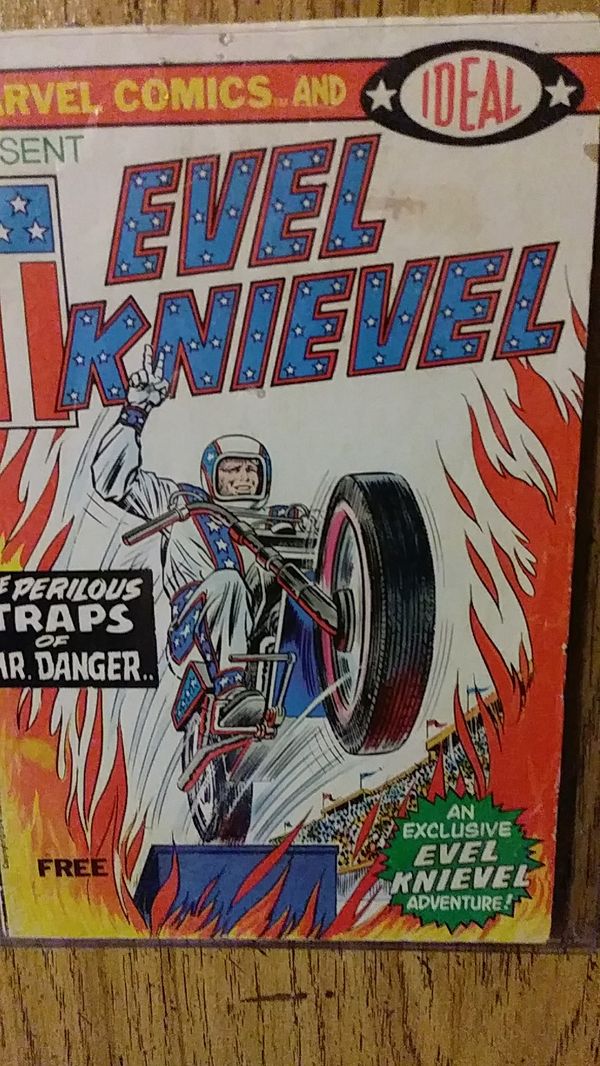 ARVEL COMICS AND
IDEAL
SENT
EVEL
KNIEVEL
E PERILOUS
TRAPS
OF
MR. DANGER..
FREE
AN
EXCLUSIVE
EVEL
KNIEVEL
ADVENTURE!